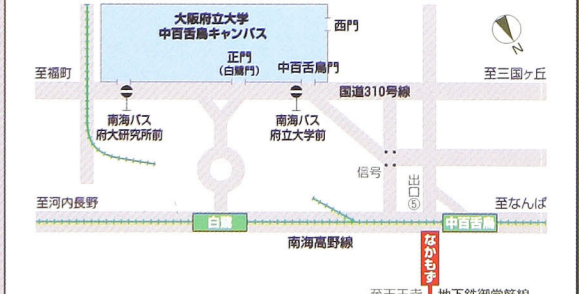 大阪府立大学
中百舌鳥キャンパス
西門
正門
(白鷺門)
中百舌鳥門
至福町
至三国ヶ丘
国道310号線
南海バス
府大研究所前
南海バス
府立大学前
N
信号
出口⑤
至河内長野
至なんば
白鷺
中百舌鳥
南海高野線
なかもず
至天王寺
地下鉄御堂筋線